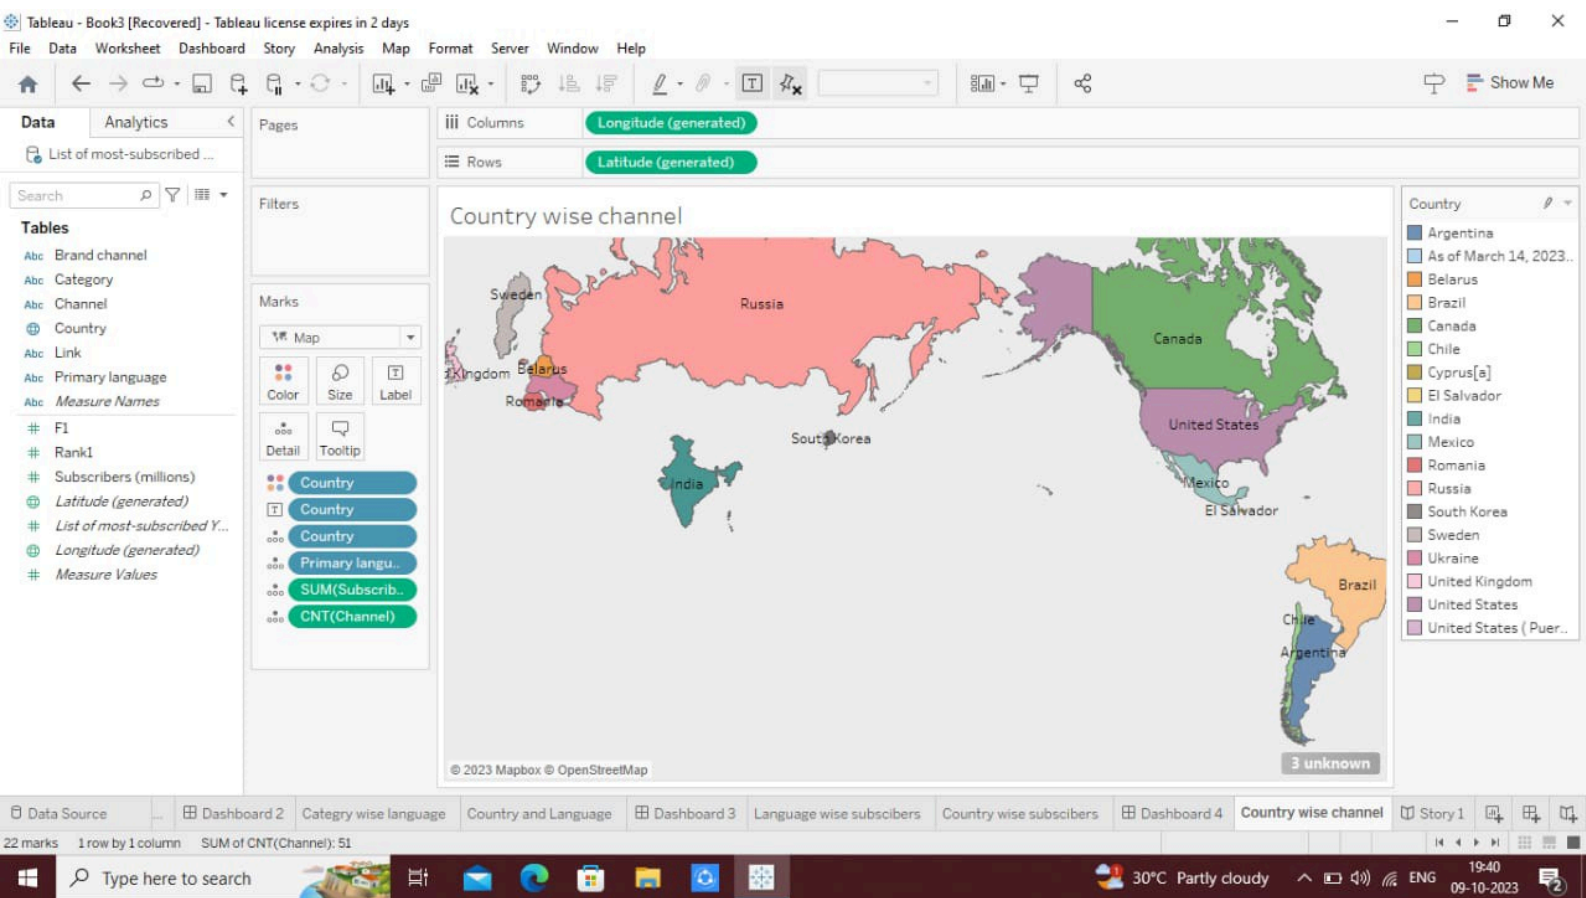 Tableau - Book3 [Recovered] - Tableau license expires in 2 days
File Data Worksheet Dashboard Story Analysis Map Format Server Window Help
Show Me
Data Analytics
List of most-subscribed ...
Search
Tables
Abc Brand channel
Abc Category
Abc Channel
Country
Abc Link
Abc Primary language
Abc Measure Names
# F1
# Rank1
# Subscribers (millions)
Latitude (generated)
# List of most-subscribed Y...
Longitude (generated)
# Measure Values
Pages
Filters
Marks
Map
Color Size Label
Detail Tooltip
Country
Country
Country
Primary langu..
SUM(Subscrib..
CNT(Channel)
Columns Longitude (generated)
Rows Latitude (generated)
Country wise channel
Sweden
Russia
Canada
Kingdom
Belarus
Romania
United States
South Korea
India
Mexico
El Salvador
Brazil
Chile
Argentina
© 2023 Mapbox © OpenStreetMap
3 unknown
Country
Argentina
As of March 14, 2023..
Belarus
Brazil
Canada
Chile
Cyprus[a]
El Salvador
India
Mexico
Romania
Russia
South Korea
Sweden
Ukraine
United Kingdom
United States
United States ( Puer..
Data Source ... Dashboard 2 Categry wise language Country and Language Dashboard 3 Language wise subscibers Country wise subscibers Dashboard 4 Country wise channel Story 1
22 marks 1 row by 1 column SUM of CNT(Channel): 51
Type here to search
1
30°C Partly cloudy
ENG
19:40
09-10-2023
2